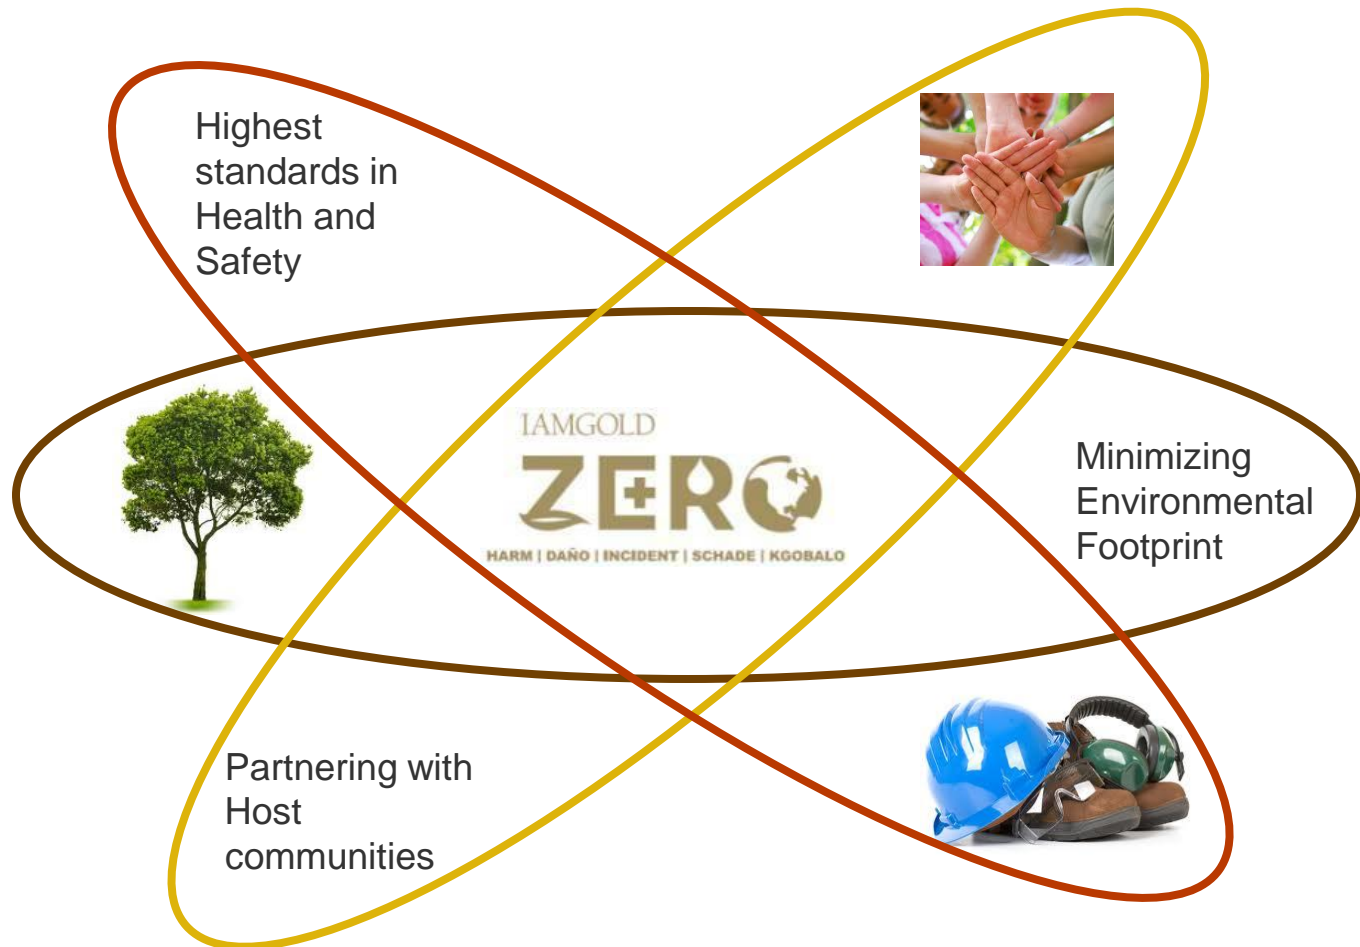 Highest
standards in
Health and
Safety
IAMGOLD
ZERO
HARM | DAÑO | INCIDENT | SCHADE | KGOBALO
Minimizing
Environmental
Footprint
Partnering with
Host
communities